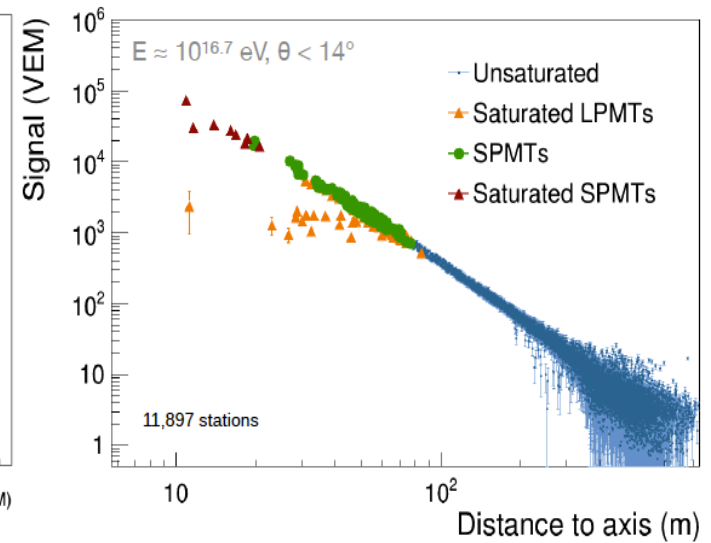 10^6
E ≈ 10^16.7 eV, θ < 14°
Unsaturated
10^5
Saturated LPMTs
10^4
SPMTs
Saturated SPMTs
10^3
10^2
10
1
11,897 stations
Signal (VEM)
10
10^2
M)
Distance to axis (m)